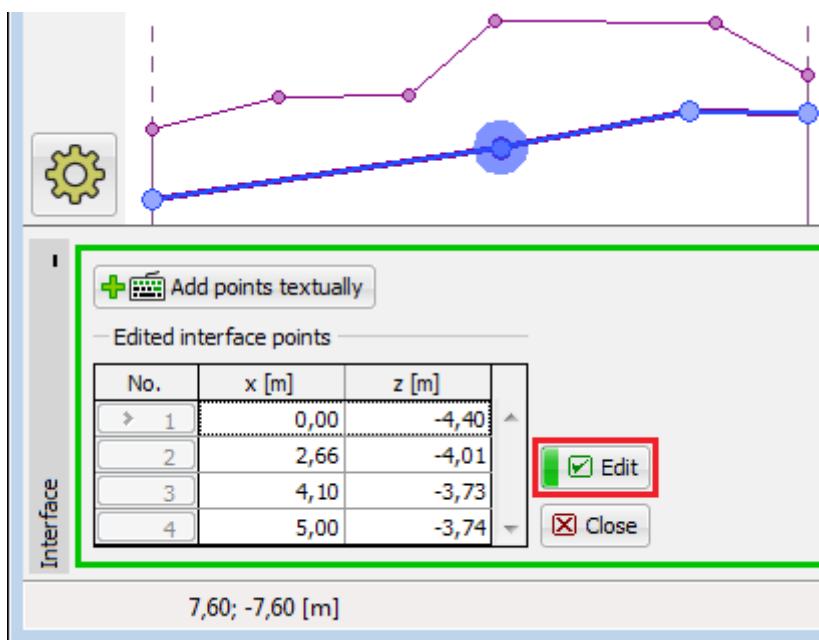 Add points textually
Edited interface points
No. x [m] z [m]
1 0,00 -4,40
2 2,66 -4,01
3 4,10 -3,73
4 5,00 -3,74
Edit
Close
Interface
7,60; -7,60 [m]